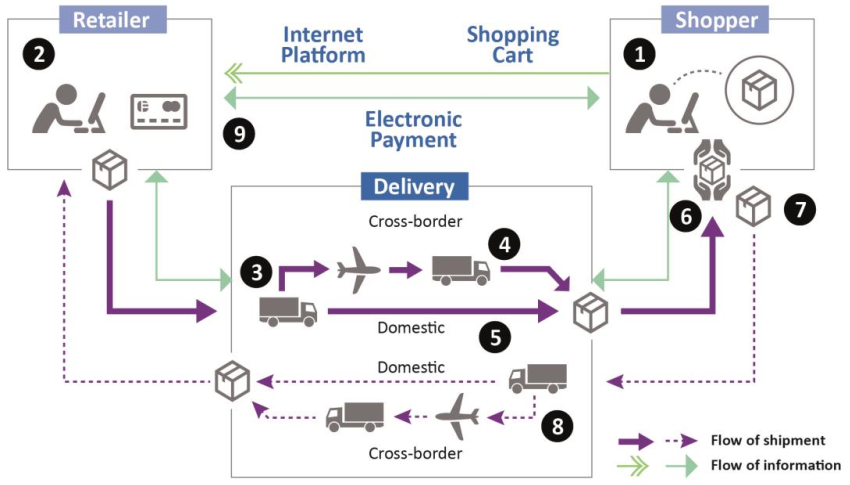 Retailer
Shopper
2
Internet
Platform
Shopping
Cart
1
Electronic
Payment
9
Delivery
Cross-border
3
4
6
7
Domestic
5
Domestic
8
Cross-border
Flow of shipment
Flow of information